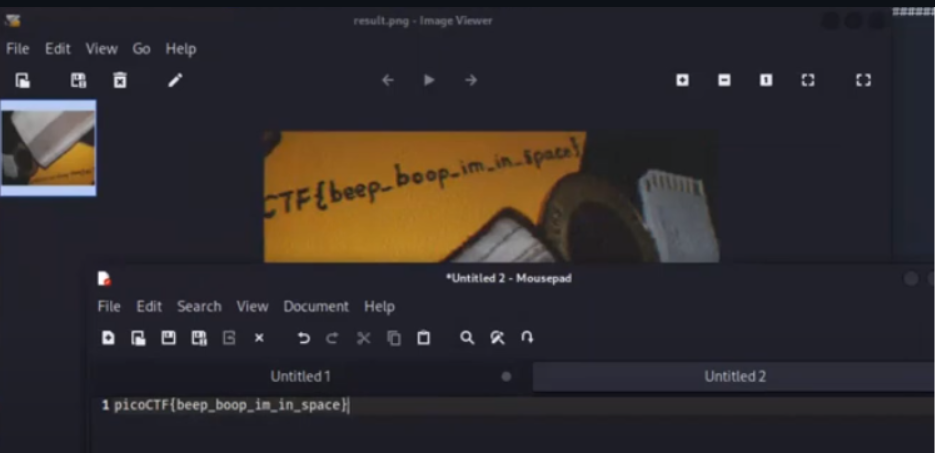 result.png - Image Viewer
######
File Edit View Go Help
CTF{beep_boop_im_in_space}
*Untitled 2 - Mousepad
File Edit Search View Document Help
Untitled 1 Untitled 2
1 picoCTF{beep_boop_im_in_space}